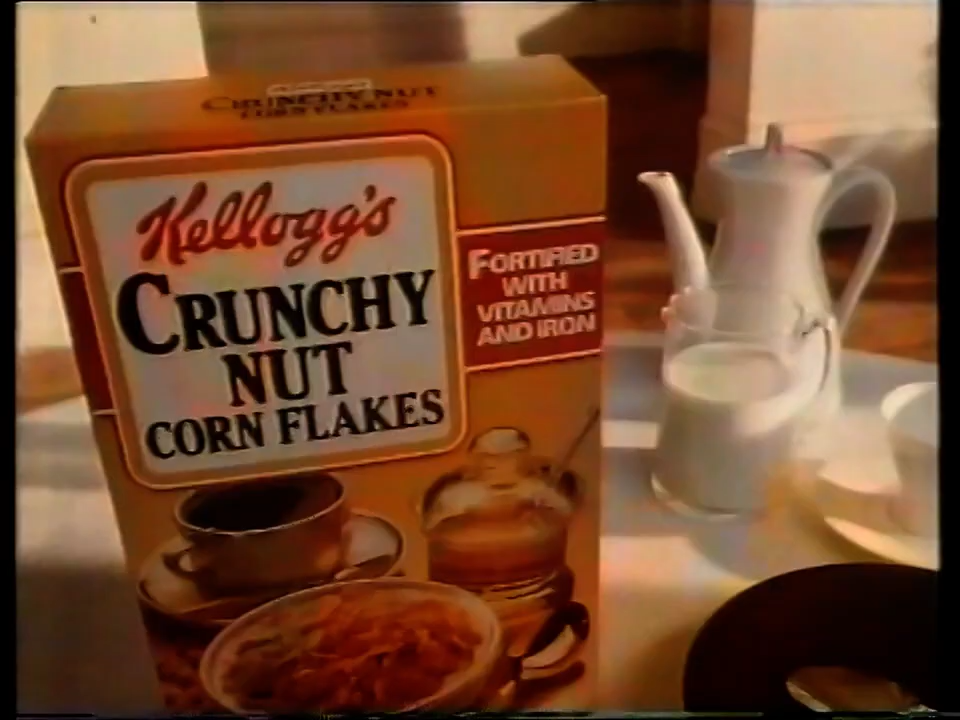 CRUNCHY NUT
CORN FLAKES
Kellogg's
CRUNCHY
NUT
CORN FLAKES
FORTIFIED
WITH
VITAMINS
AND IRON